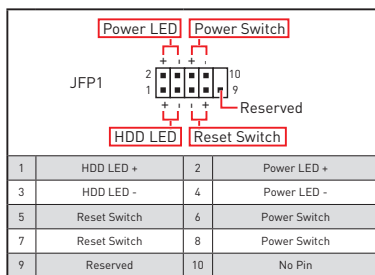 Power LED Power Switch
+ - + -
JFP1
2 10
1 9
+ - - +
Reserved
HDD LED Reset Switch
1 HDD LED + 2 Power LED +
3 HDD LED - 4 Power LED -
5 Reset Switch 6 Power Switch
7 Reset Switch 8 Power Switch
9 Reserved 10 No Pin